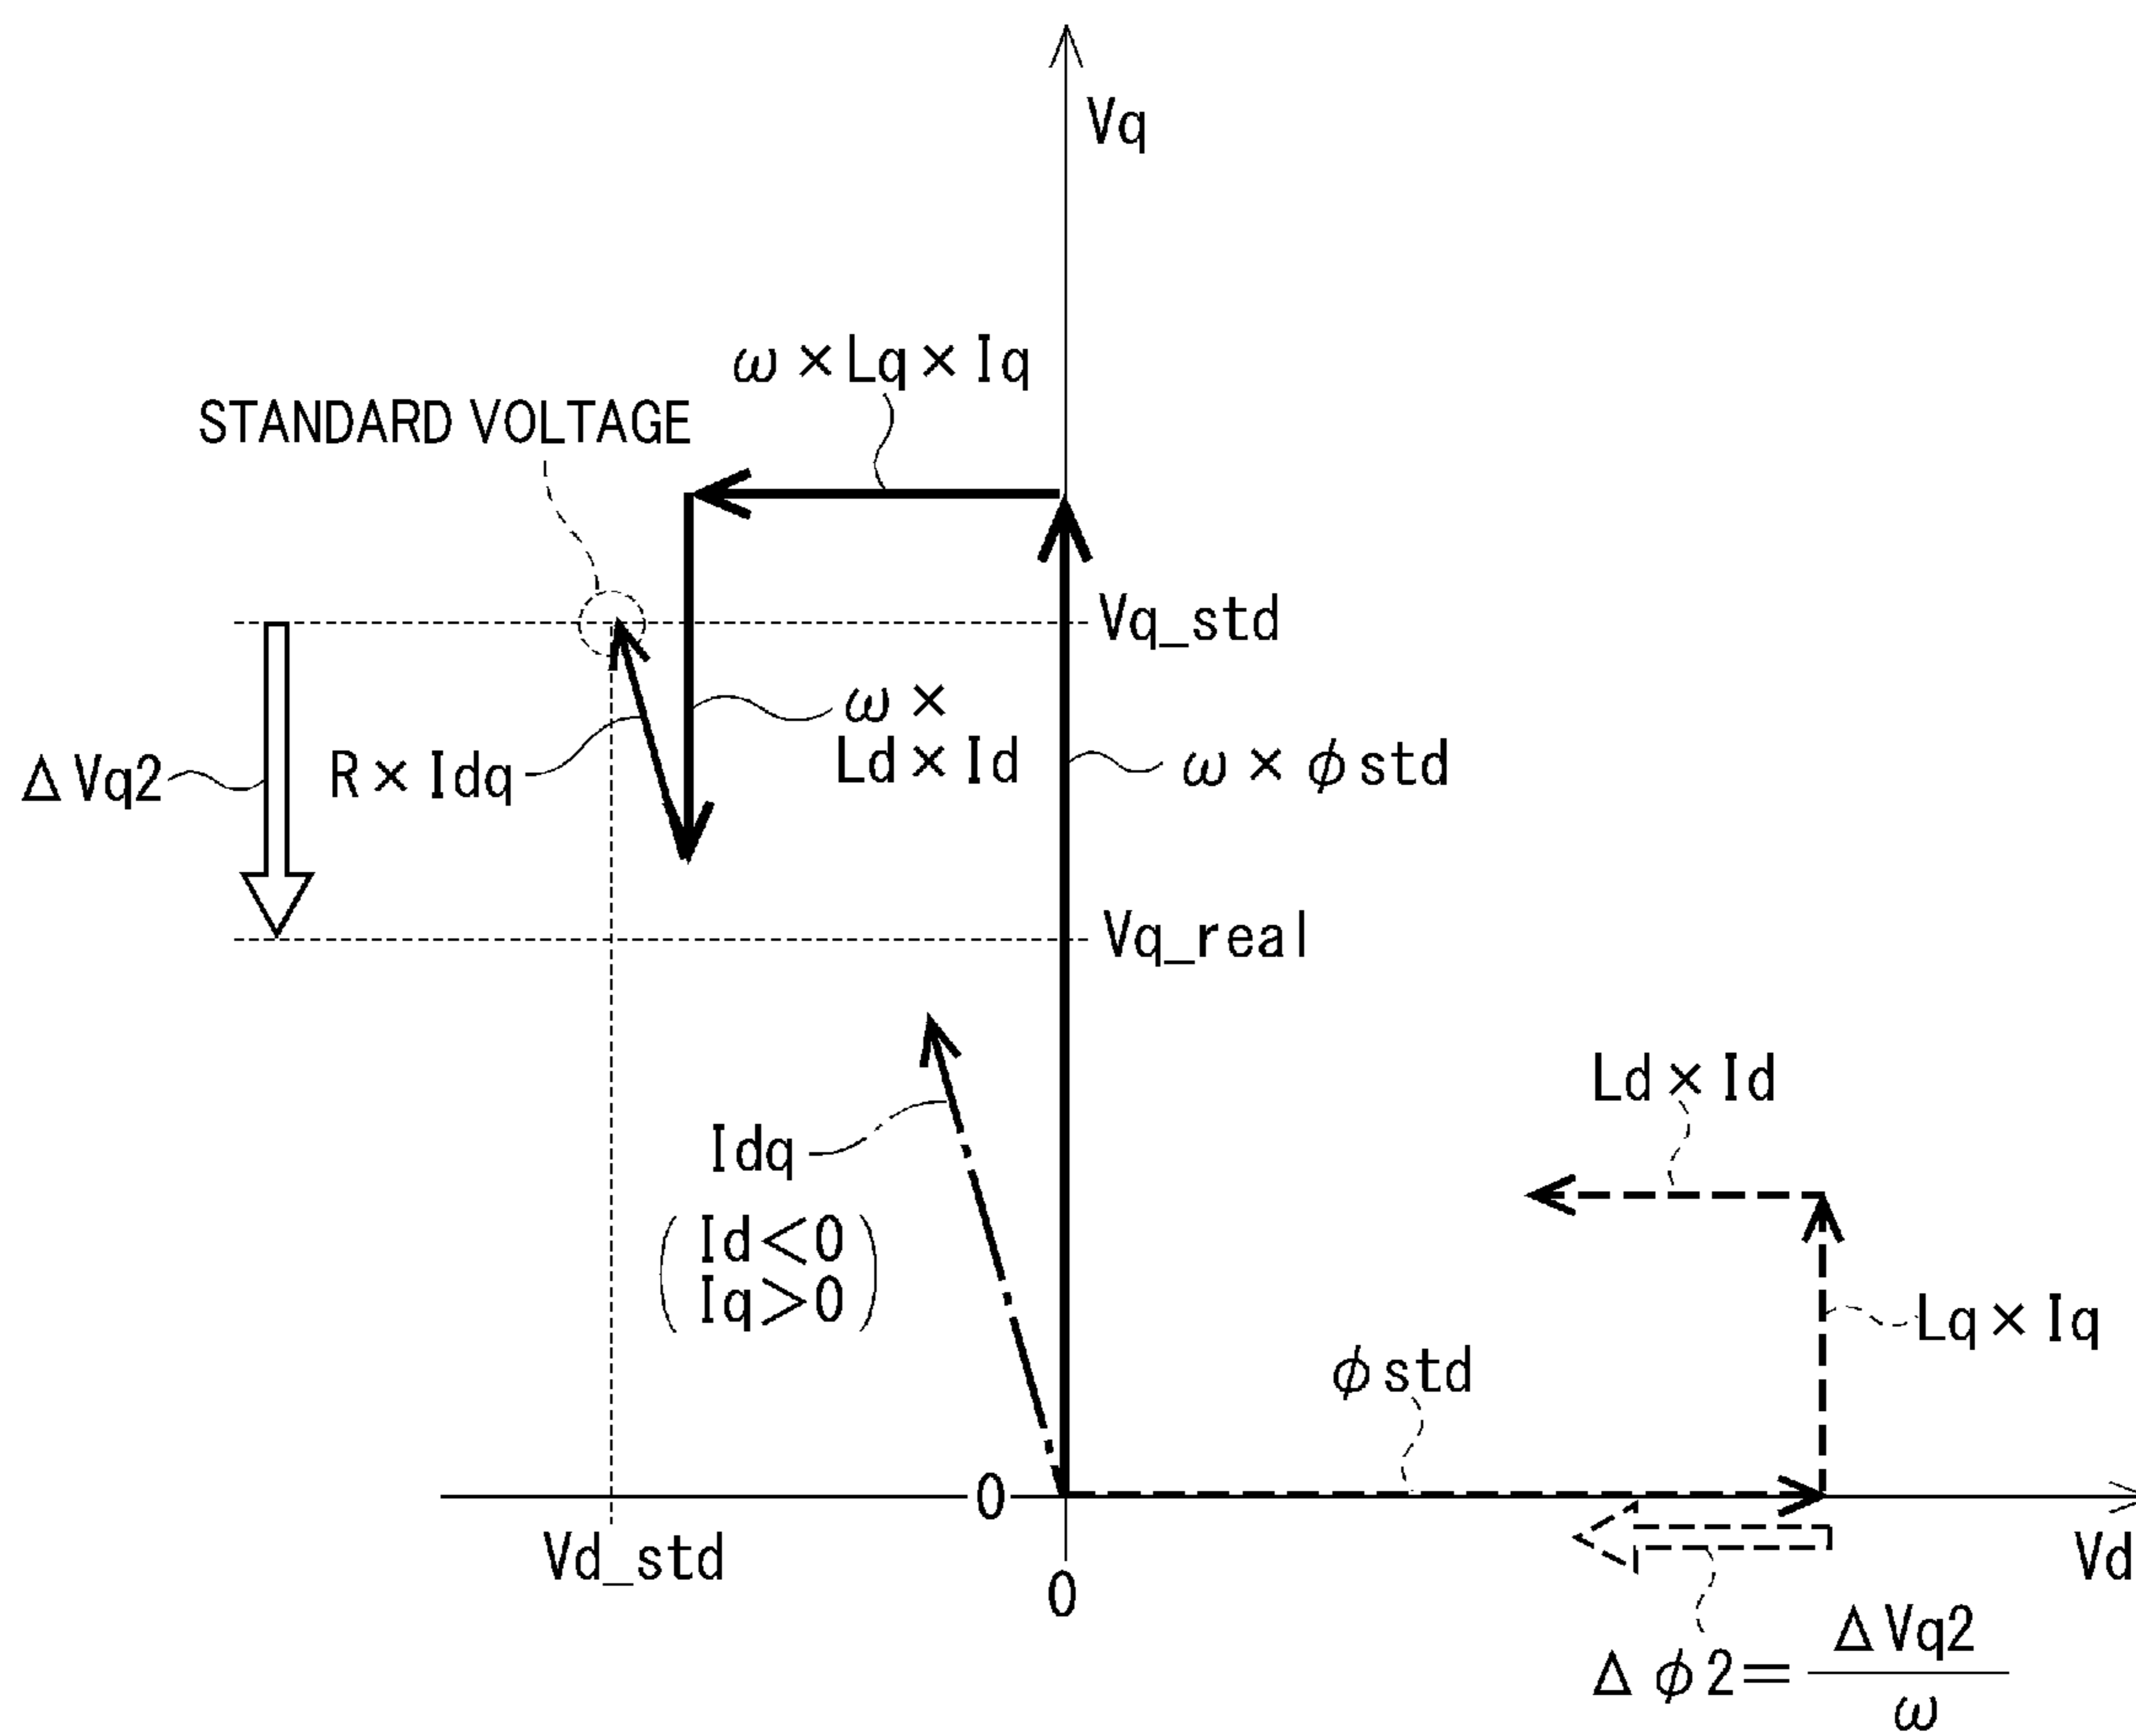 Vq
ω×Lq×Iq
STANDARD VOLTAGE
Vq_std
ω×
Ld×Id
ΔVq2
R×Idq
ω×φstd
Vq_real
Ld×Id
Idq
Id<0
Iq>0
Lq×Iq
φstd
0
Vd_std
0
Vd
Δφ2=ΔVq2/ω